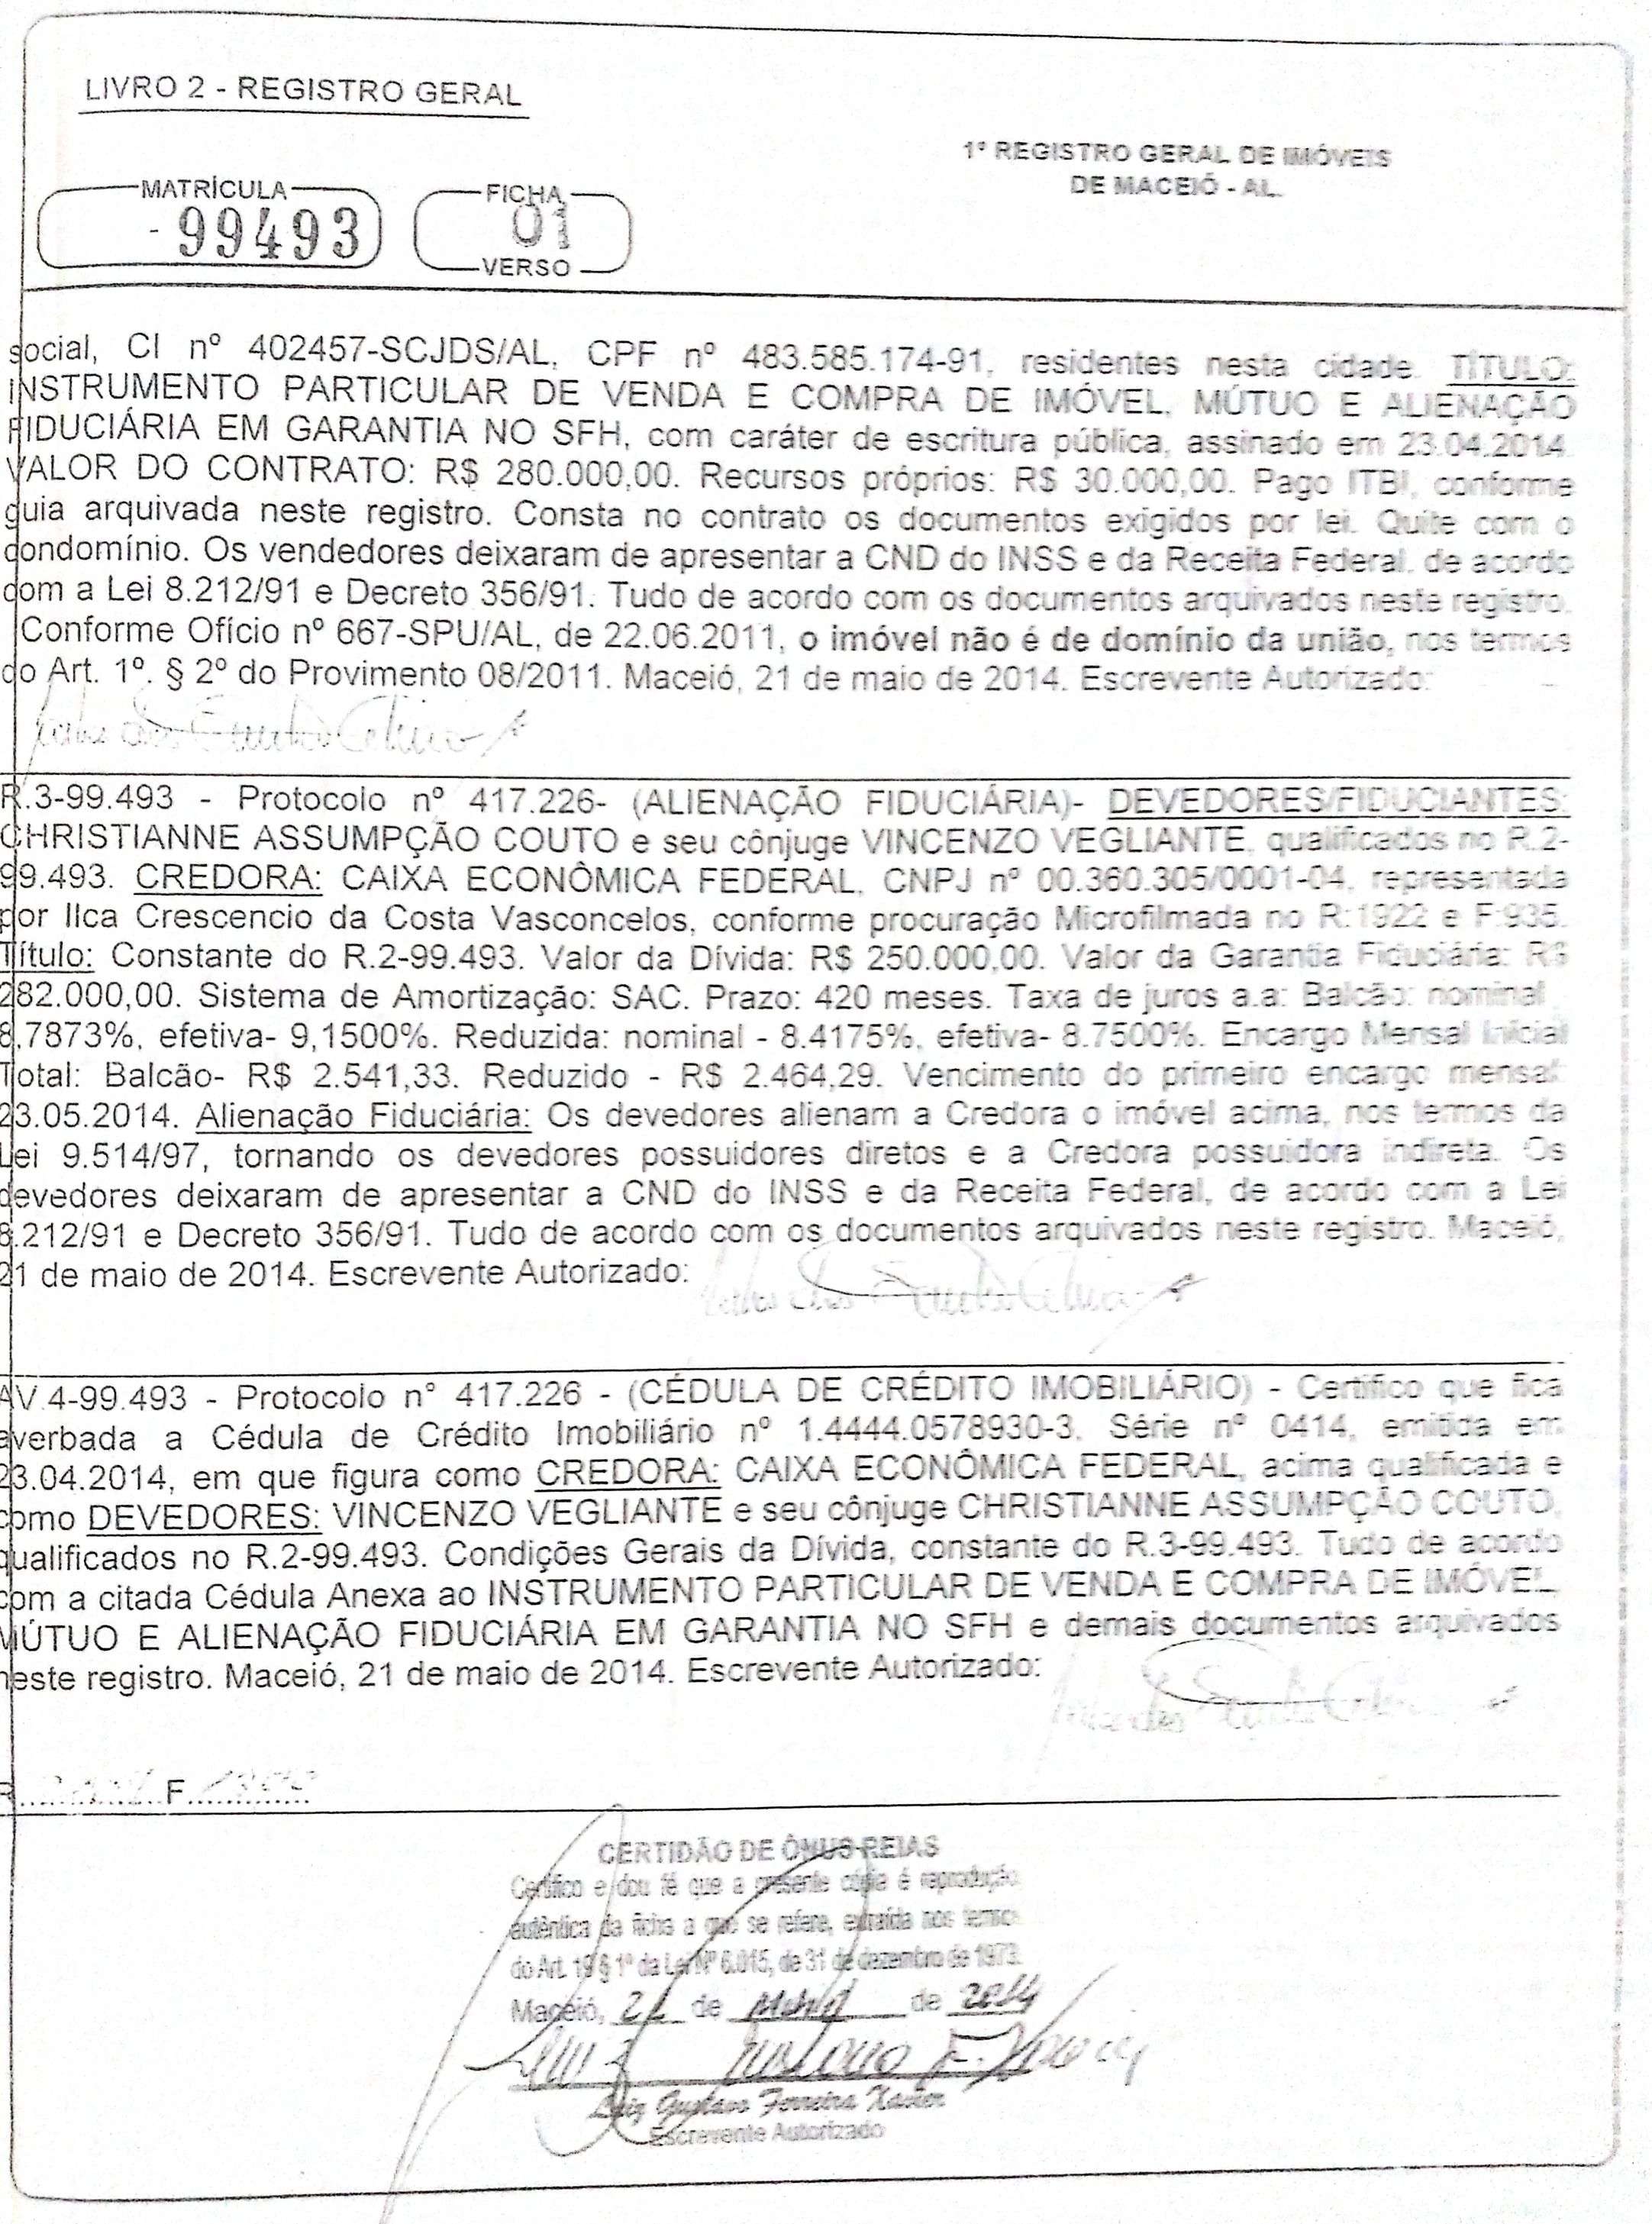 LIVRO 2 - REGISTRO GERAL
1º REGISTRO GERAL DE IMÓVEIS
DE MACEIÓ - AL.
MATRÍCULA
- 99493
FICHA
01
VERSO
social, CI nº 402457-SCJDS/AL, CPF nº 483.585.174-91, residentes nesta cidade. TÍTULO:
INSTRUMENTO PARTICULAR DE VENDA E COMPRA DE IMÓVEL, MÚTUO E ALIENAÇÃO
FIDUCIÁRIA EM GARANTIA NO SFH, com caráter de escritura pública, assinado em 23.04.2014.
VALOR DO CONTRATO: R$ 280.000,00. Recursos próprios: R$ 30.000,00. Pago ITBI, conforme
guia arquivada neste registro. Consta no contrato os documentos exigidos por lei. Quite com o
condomínio. Os vendedores deixaram de apresentar a CND do INSS e da Receita Federal, de acordo
com a Lei 8.212/91 e Decreto 356/91. Tudo de acordo com os documentos arquivados neste registro.
Conforme Ofício nº 667-SPU/AL, de 22.06.2011, o imóvel não é de domínio da união, nos termos
do Art. 1º. § 2º do Provimento 08/2011. Maceió, 21 de maio de 2014. Escrevente Autorizado:
R.3-99.493 - Protocolo nº 417.226- (ALIENAÇÃO FIDUCIÁRIA)- DEVEDORES/FIDUCIANTES:
CHRISTIANNE ASSUMPÇÃO COUTO e seu cônjuge VINCENZO VEGLIANTE, qualificados no R.2-
99.493. CREDORA: CAIXA ECONÔMICA FEDERAL, CNPJ nº 00.360.305/0001-04, representada
por Ilca Crescencio da Costa Vasconcelos, conforme procuração Microfilmada no R:1922 e F:935.
Título: Constante do R.2-99.493. Valor da Dívida: R$ 250.000,00. Valor da Garantia Fiduciária: R$
282.000,00. Sistema de Amortização: SAC. Prazo: 420 meses. Taxa de juros a.a: Balcão: nominal
8.7873%, efetiva- 9,1500%. Reduzida: nominal - 8.4175%, efetiva- 8.7500%. Encargo Mensal Inicial
Total: Balcão- R$ 2.541,33. Reduzido - R$ 2.464,29. Vencimento do primeiro encargo mensal:
23.05.2014. Alienação Fiduciária: Os devedores alienam a Credora o imóvel acima, nos termos da
Lei 9.514/97, tornando os devedores possuidores diretos e a Credora possuidora indireta. Os
devedores deixaram de apresentar a CND do INSS e da Receita Federal, de acordo com a Lei
8.212/91 e Decreto 356/91. Tudo de acordo com os documentos arquivados neste registro. Maceió,
21 de maio de 2014. Escrevente Autorizado:
AV.4-99.493 - Protocolo n° 417.226 - (CÉDULA DE CRÉDITO IMOBILIÁRIO) - Certifico que fica
averbada a Cédula de Crédito Imobiliário nº 1.4444.0578930-3, Série nº 0414, emitida em
23.04.2014, em que figura como CREDORA: CAIXA ECONÔMICA FEDERAL, acima qualificada e
como DEVEDORES: VINCENZO VEGLIANTE e seu cônjuge CHRISTIANNE ASSUMPÇÃO COUTO,
qualificados no R.2-99.493. Condições Gerais da Dívida, constante do R.3-99.493. Tudo de acordo
com a citada Cédula Anexa ao INSTRUMENTO PARTICULAR DE VENDA E COMPRA DE IMÓVEL,
MÚTUO E ALIENAÇÃO FIDUCIÁRIA EM GARANTIA NO SFH e demais documentos arquivados
neste registro. Maceió, 21 de maio de 2014. Escrevente Autorizado:
R. F.
CERTIDÃO DE ÔNUS REIAS
Certifico e dou fé que a presente cópia é reprodução
autêntica da ficha a que se refere, extraída nos termos
do Art. 19 § 1º da Lei Nº 6.015, de 31 de dezembro de 1973.
Maceió, 21 de maio de 2014
Luiz Gustavo F. Xavier
Luiz Gustavo Ferreira Xavier
Escrevente Autorizado